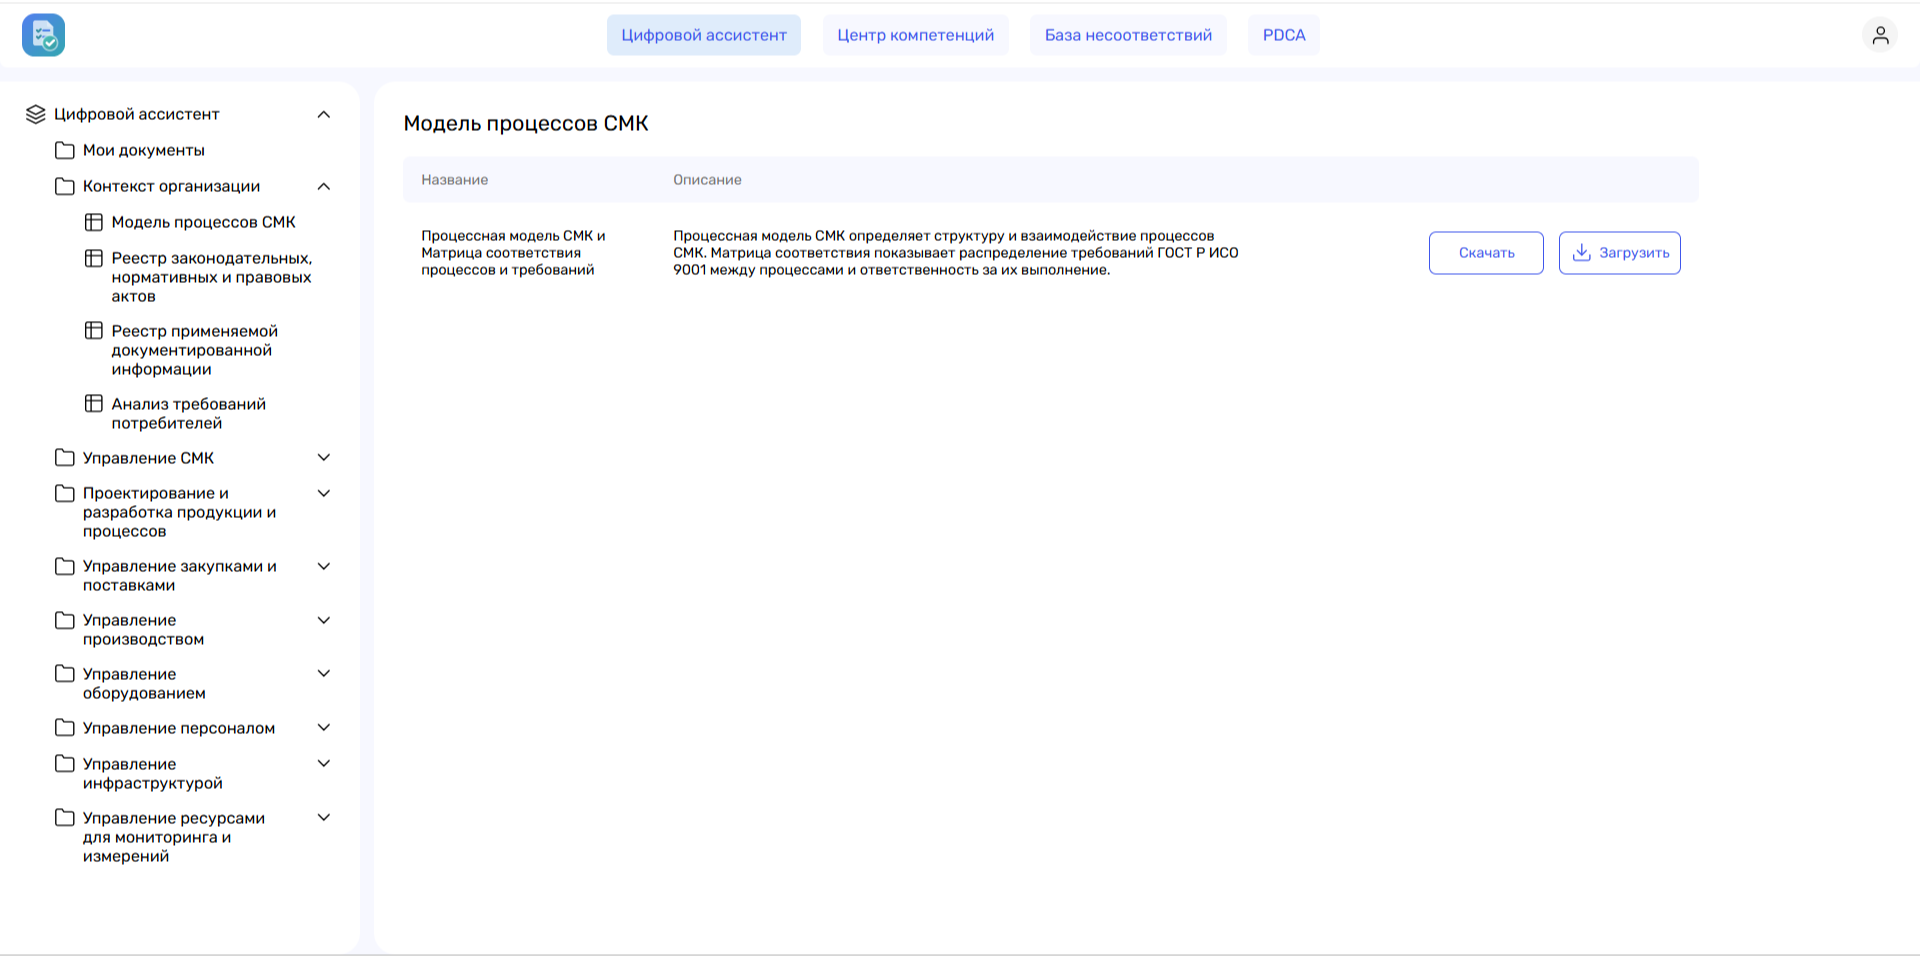 Цифровой ассистент
Центр компетенций
База несоответствий
PDCA
Цифровой ассистент
Мои документы
Контекст организации
Модель процессов СМК
Реестр законодательных,
нормативных и правовых
актов
Реестр применяемой
документированной
информации
Анализ требований
потребителей
Управление СМК
Проектирование и
разработка продукции и
процессов
Управление закупками и
поставками
Управление
производством
Управление
оборудованием
Управление персоналом
Управление
инфраструктурой
Управление ресурсами
для мониторинга и
измерений
Модель процессов СМК
Название
Описание
Процессная модель СМК и
Матрица соответствия
процессов и требований
Процессная модель СМК определяет структуру и взаимодействие процессов
СМК. Матрица соответствия показывает распределение требований ГОСТ Р ИСО
9001 между процессами и ответственность за их выполнение.
Скачать
Загрузить